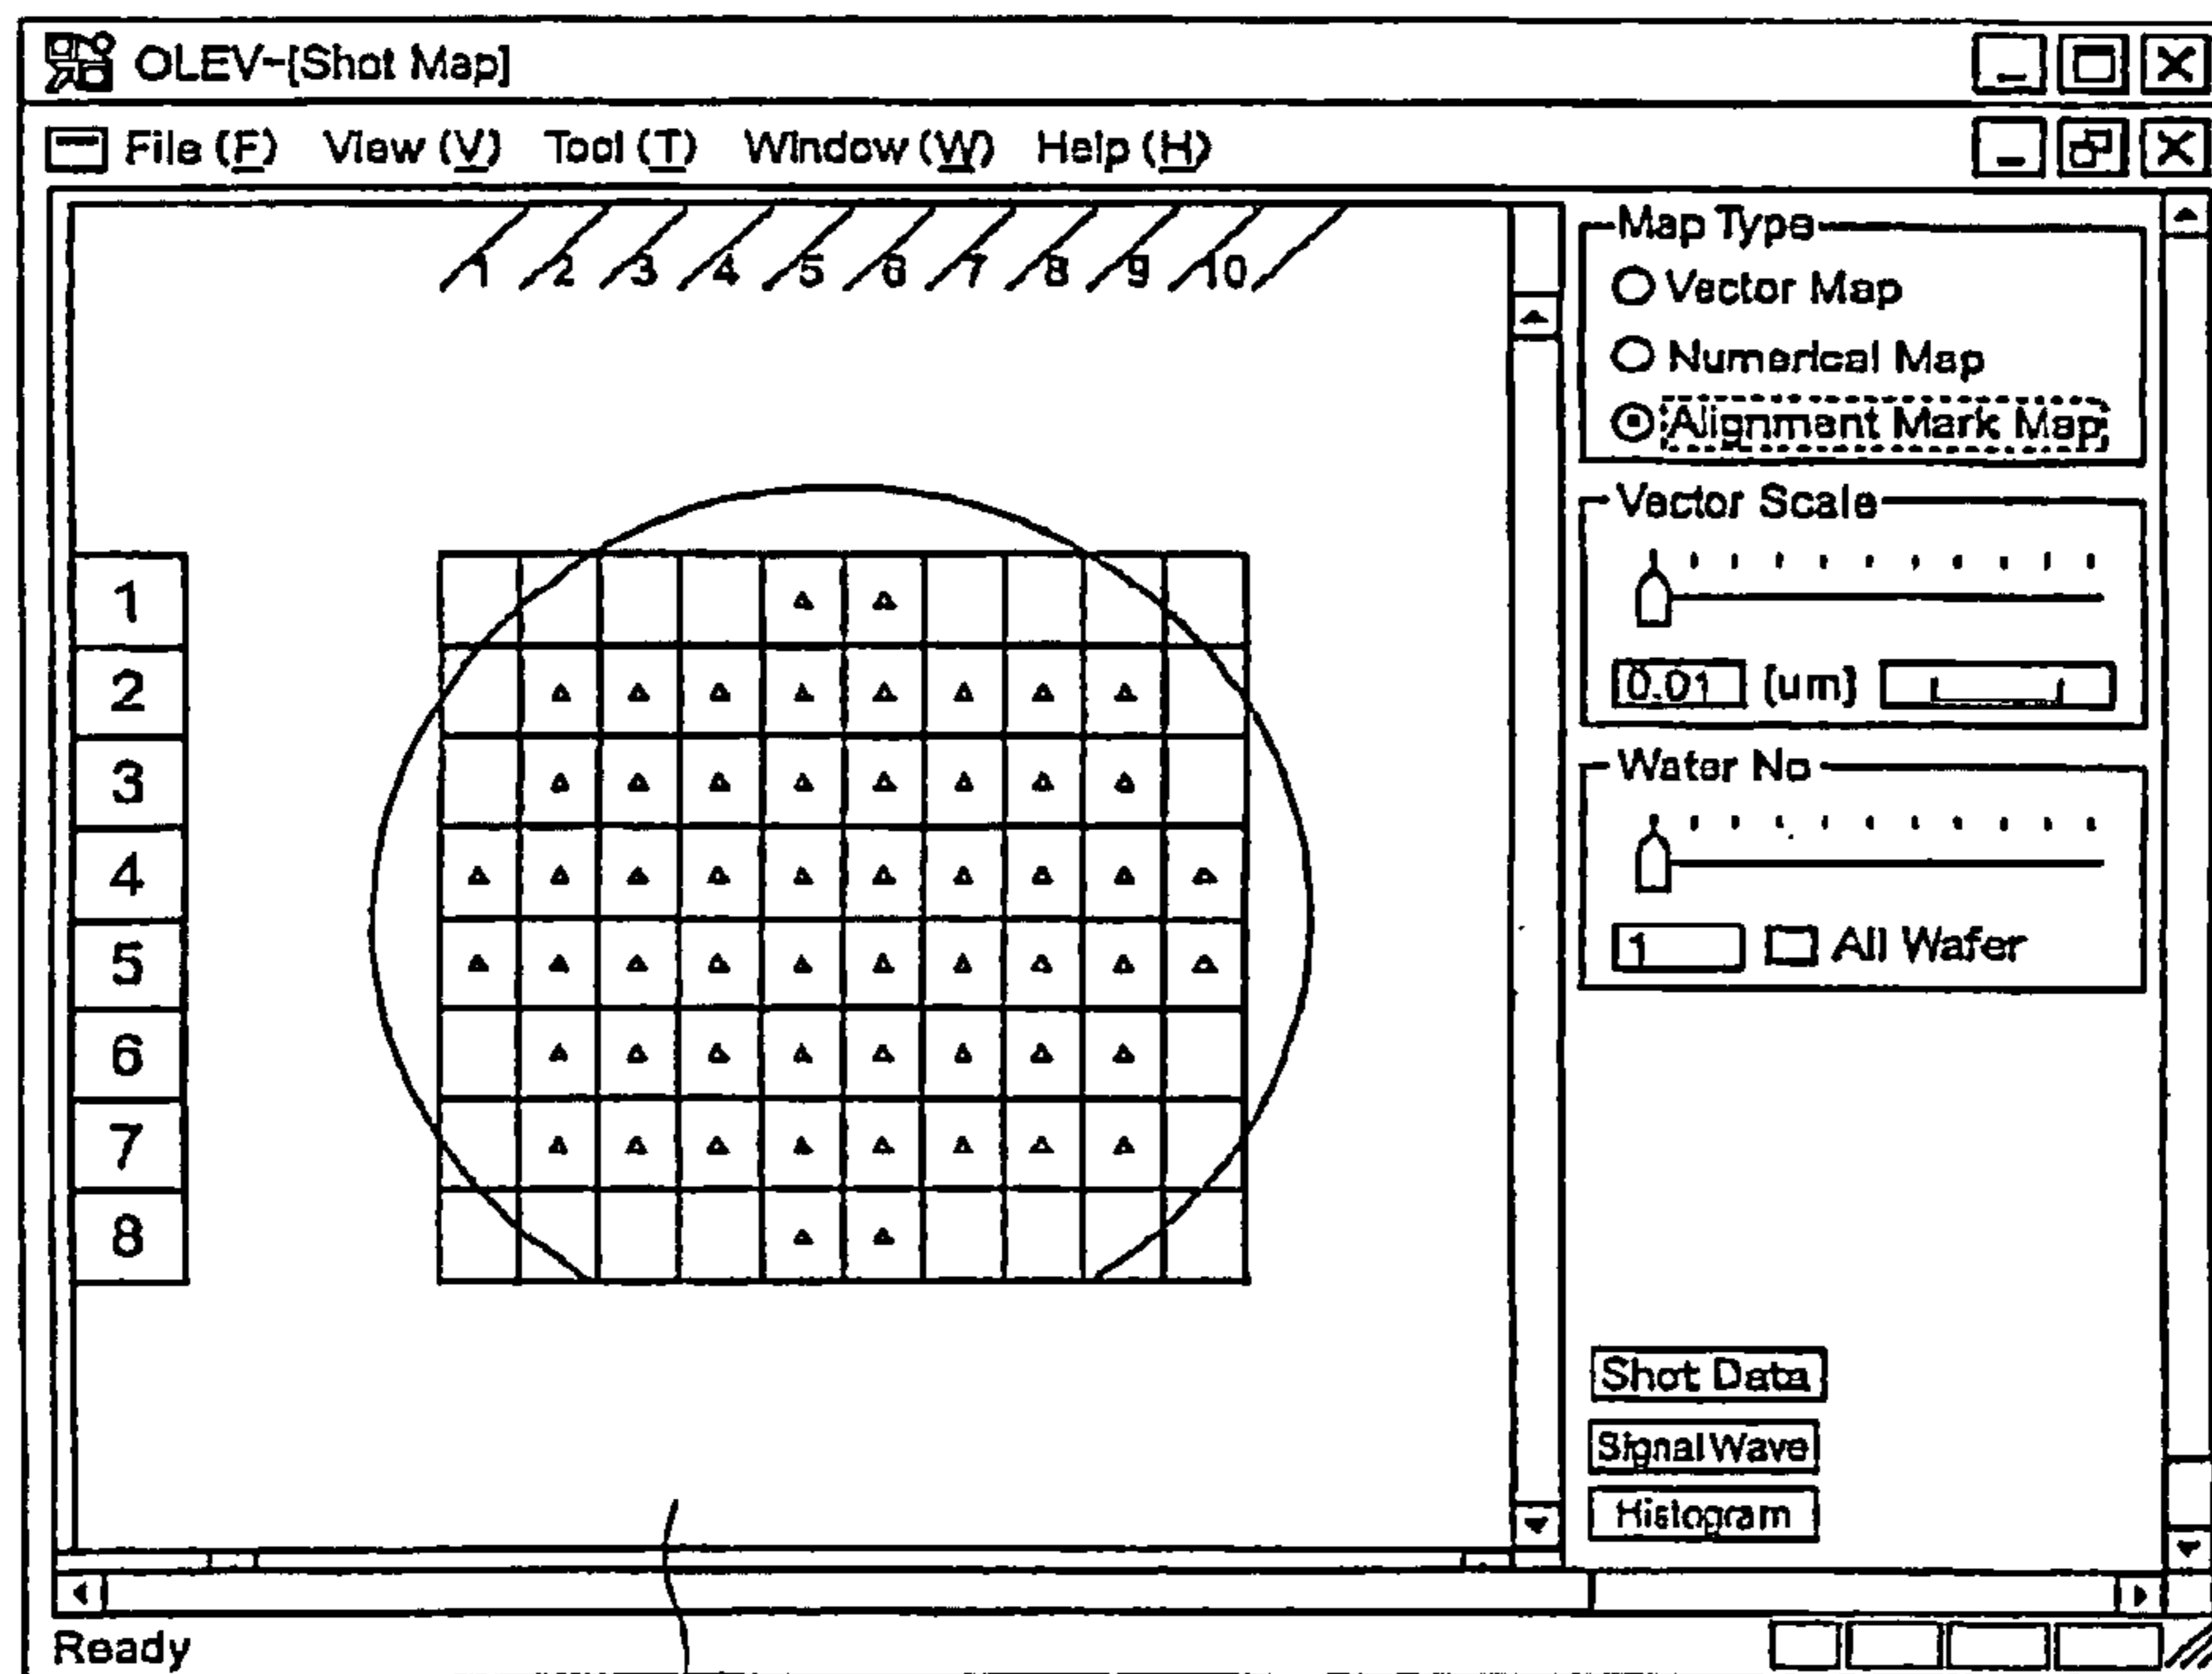 OLEV-[Shot Map]
File (F) View (V) Tool (T) Window (W) Help (H)
1 2 3 4 5 6 7 8 9 10
1
2
3
4
5
6
7
8
Map Type
Vector Map
Numerical Map
Alignment Mark Map
Vector Scale
0.01 [um]
Water No
1 All Wafer
Shot Data
Signal Wave
Histogram
Ready